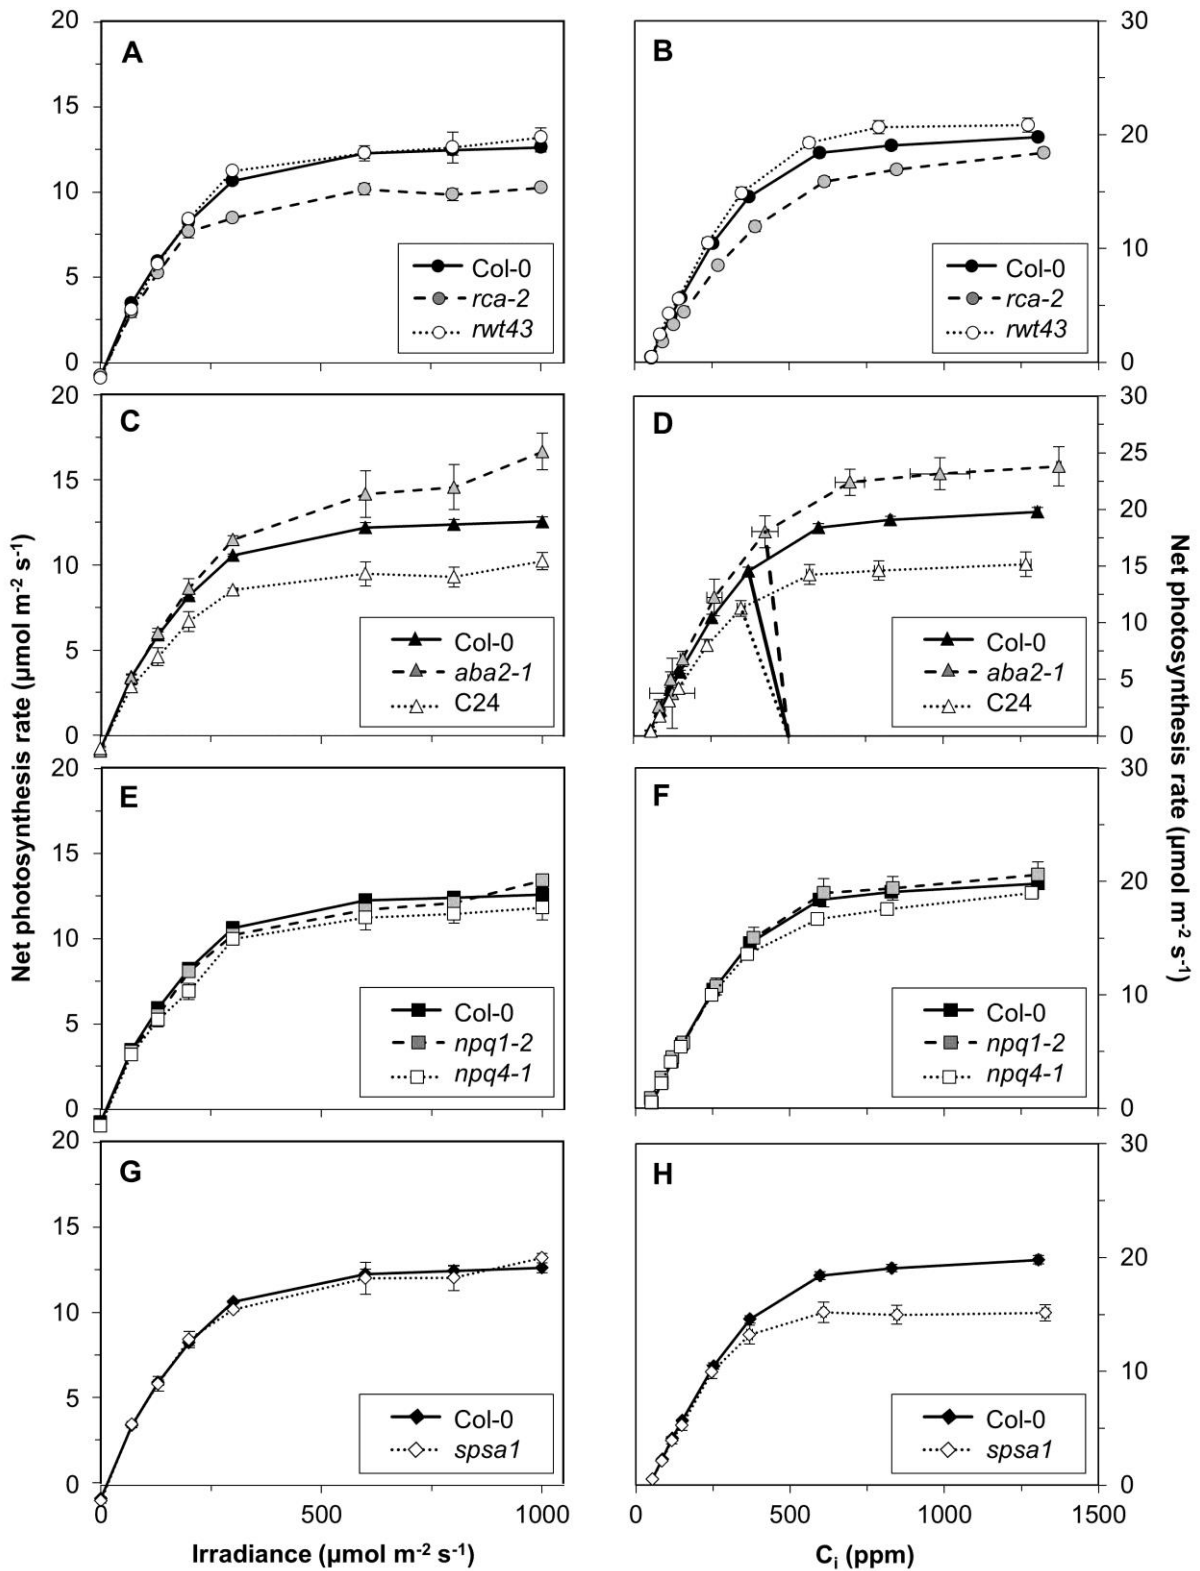 20
15
10
5
0
A
Col-0
rca-2
rwt43
B
30
20
10
0
Col-0
rca-2
rwt43
20
15
10
5
0
C
Col-0
aba2-1
C24
D
30
25
20
15
10
5
0
Col-0
aba2-1
C24
Net photosynthesis rate (µmol m-2 s-1)
Net photosynthesis rate (µmol m-2 s-1)
20
15
10
5
0
E
Col-0
npq1-2
npq4-1
F
30
20
10
0
Col-0
npq1-2
npq4-1
20
15
10
5
0
G
Col-0
spsa1
H
30
20
10
0
Col-0
spsa1
0 500 1000
0 500 1000 1500
Irradiance (µmol m-2 s-1)
Ci (ppm)